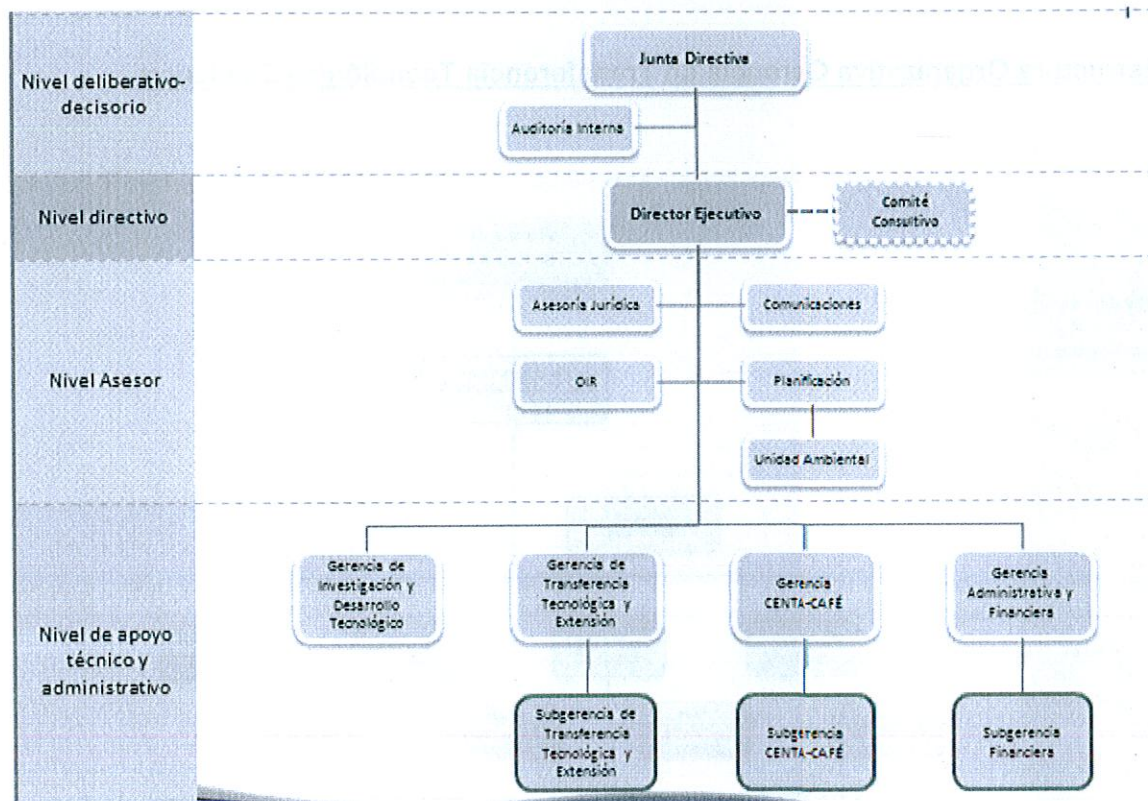 Junta Directiva
Nivel deliberativo-
decisorio
Auditoría Interna
Nivel directivo
Director Ejecutivo
Comité
Consultivo
Nivel Asesor
Asesoría Jurídica
Comunicaciones
OIR
Planificación
Unidad Ambiental
Nivel de apoyo
técnico y
administrativo
Gerencia de
Investigación y
Desarrollo
Tecnológico
Gerencia de
Transferencia
Tecnológica y
Extensión
Gerencia
CENTA-CAFÉ
Gerencia
Administrativa y
Financiera
Subgerencia de
Transferencia
Tecnológica y
Extensión
Subgerencia
CENTA-CAFÉ
Subgerencia
Financiera